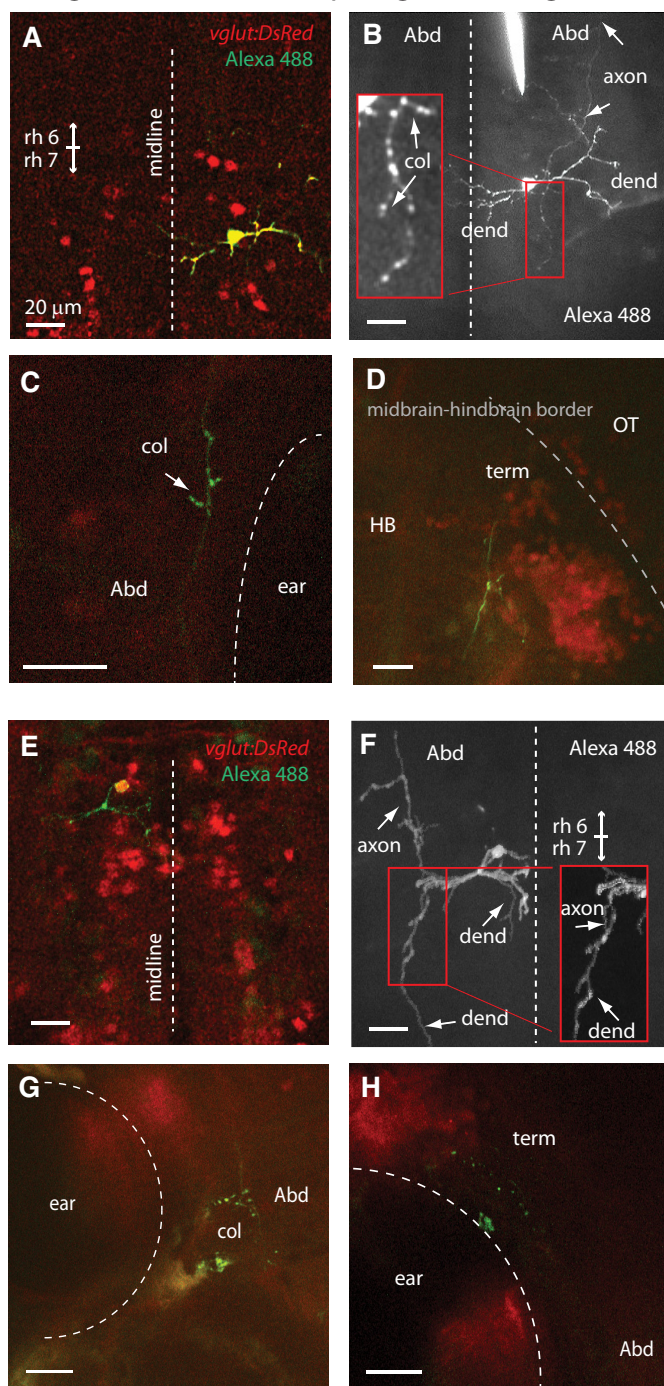 A
vglut:DsRed
Alexa 488
midline
rh 6
rh 7
20 μm
B
Abd
Abd
axon
col
dend
dend
Alexa 488
C
col
Abd
ear
D
midbrain-hindbrain border
OT
term
HB
E
vglut:DsRed
Alexa 488
midline
F
Abd
Alexa 488
rh 6
rh 7
axon
axon
dend
dend
dend
G
ear
Abd
col
H
term
ear
Abd